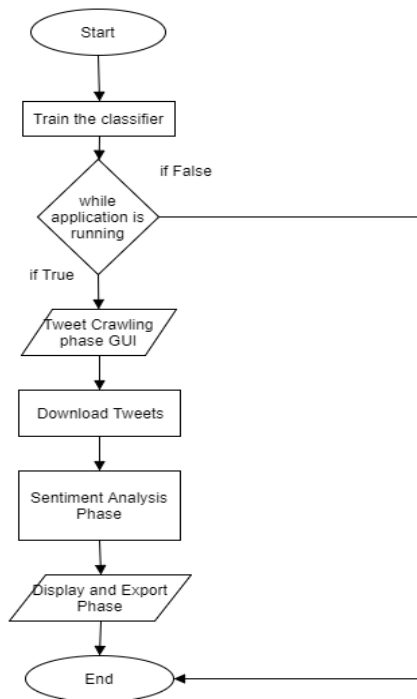 Start
Train the classifier
if False
while
application is
running
if True
Tweet Crawling
phase GUI
Download Tweets
Sentiment Analysis
Phase
Display and Export
Phase
End